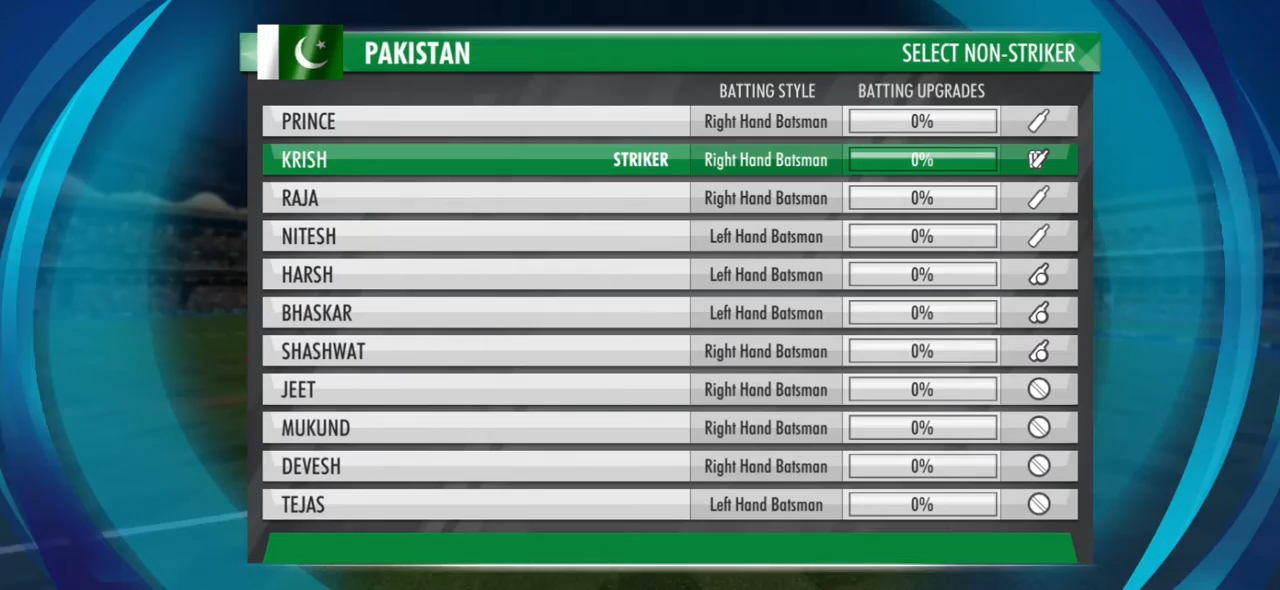 PAKISTAN SELECT NON-STRIKER
BATTING STYLE BATTING UPGRADES
PRINCE Right Hand Batsman 0%
KRISH STRIKER Right Hand Batsman 0%
RAJA Right Hand Batsman 0%
NITESH Left Hand Batsman 0%
HARSH Left Hand Batsman 0%
BHASKAR Left Hand Batsman 0%
SHASHWAT Right Hand Batsman 0%
JEET Right Hand Batsman 0%
MUKUND Right Hand Batsman 0%
DEVESH Right Hand Batsman 0%
TEJAS Left Hand Batsman 0%